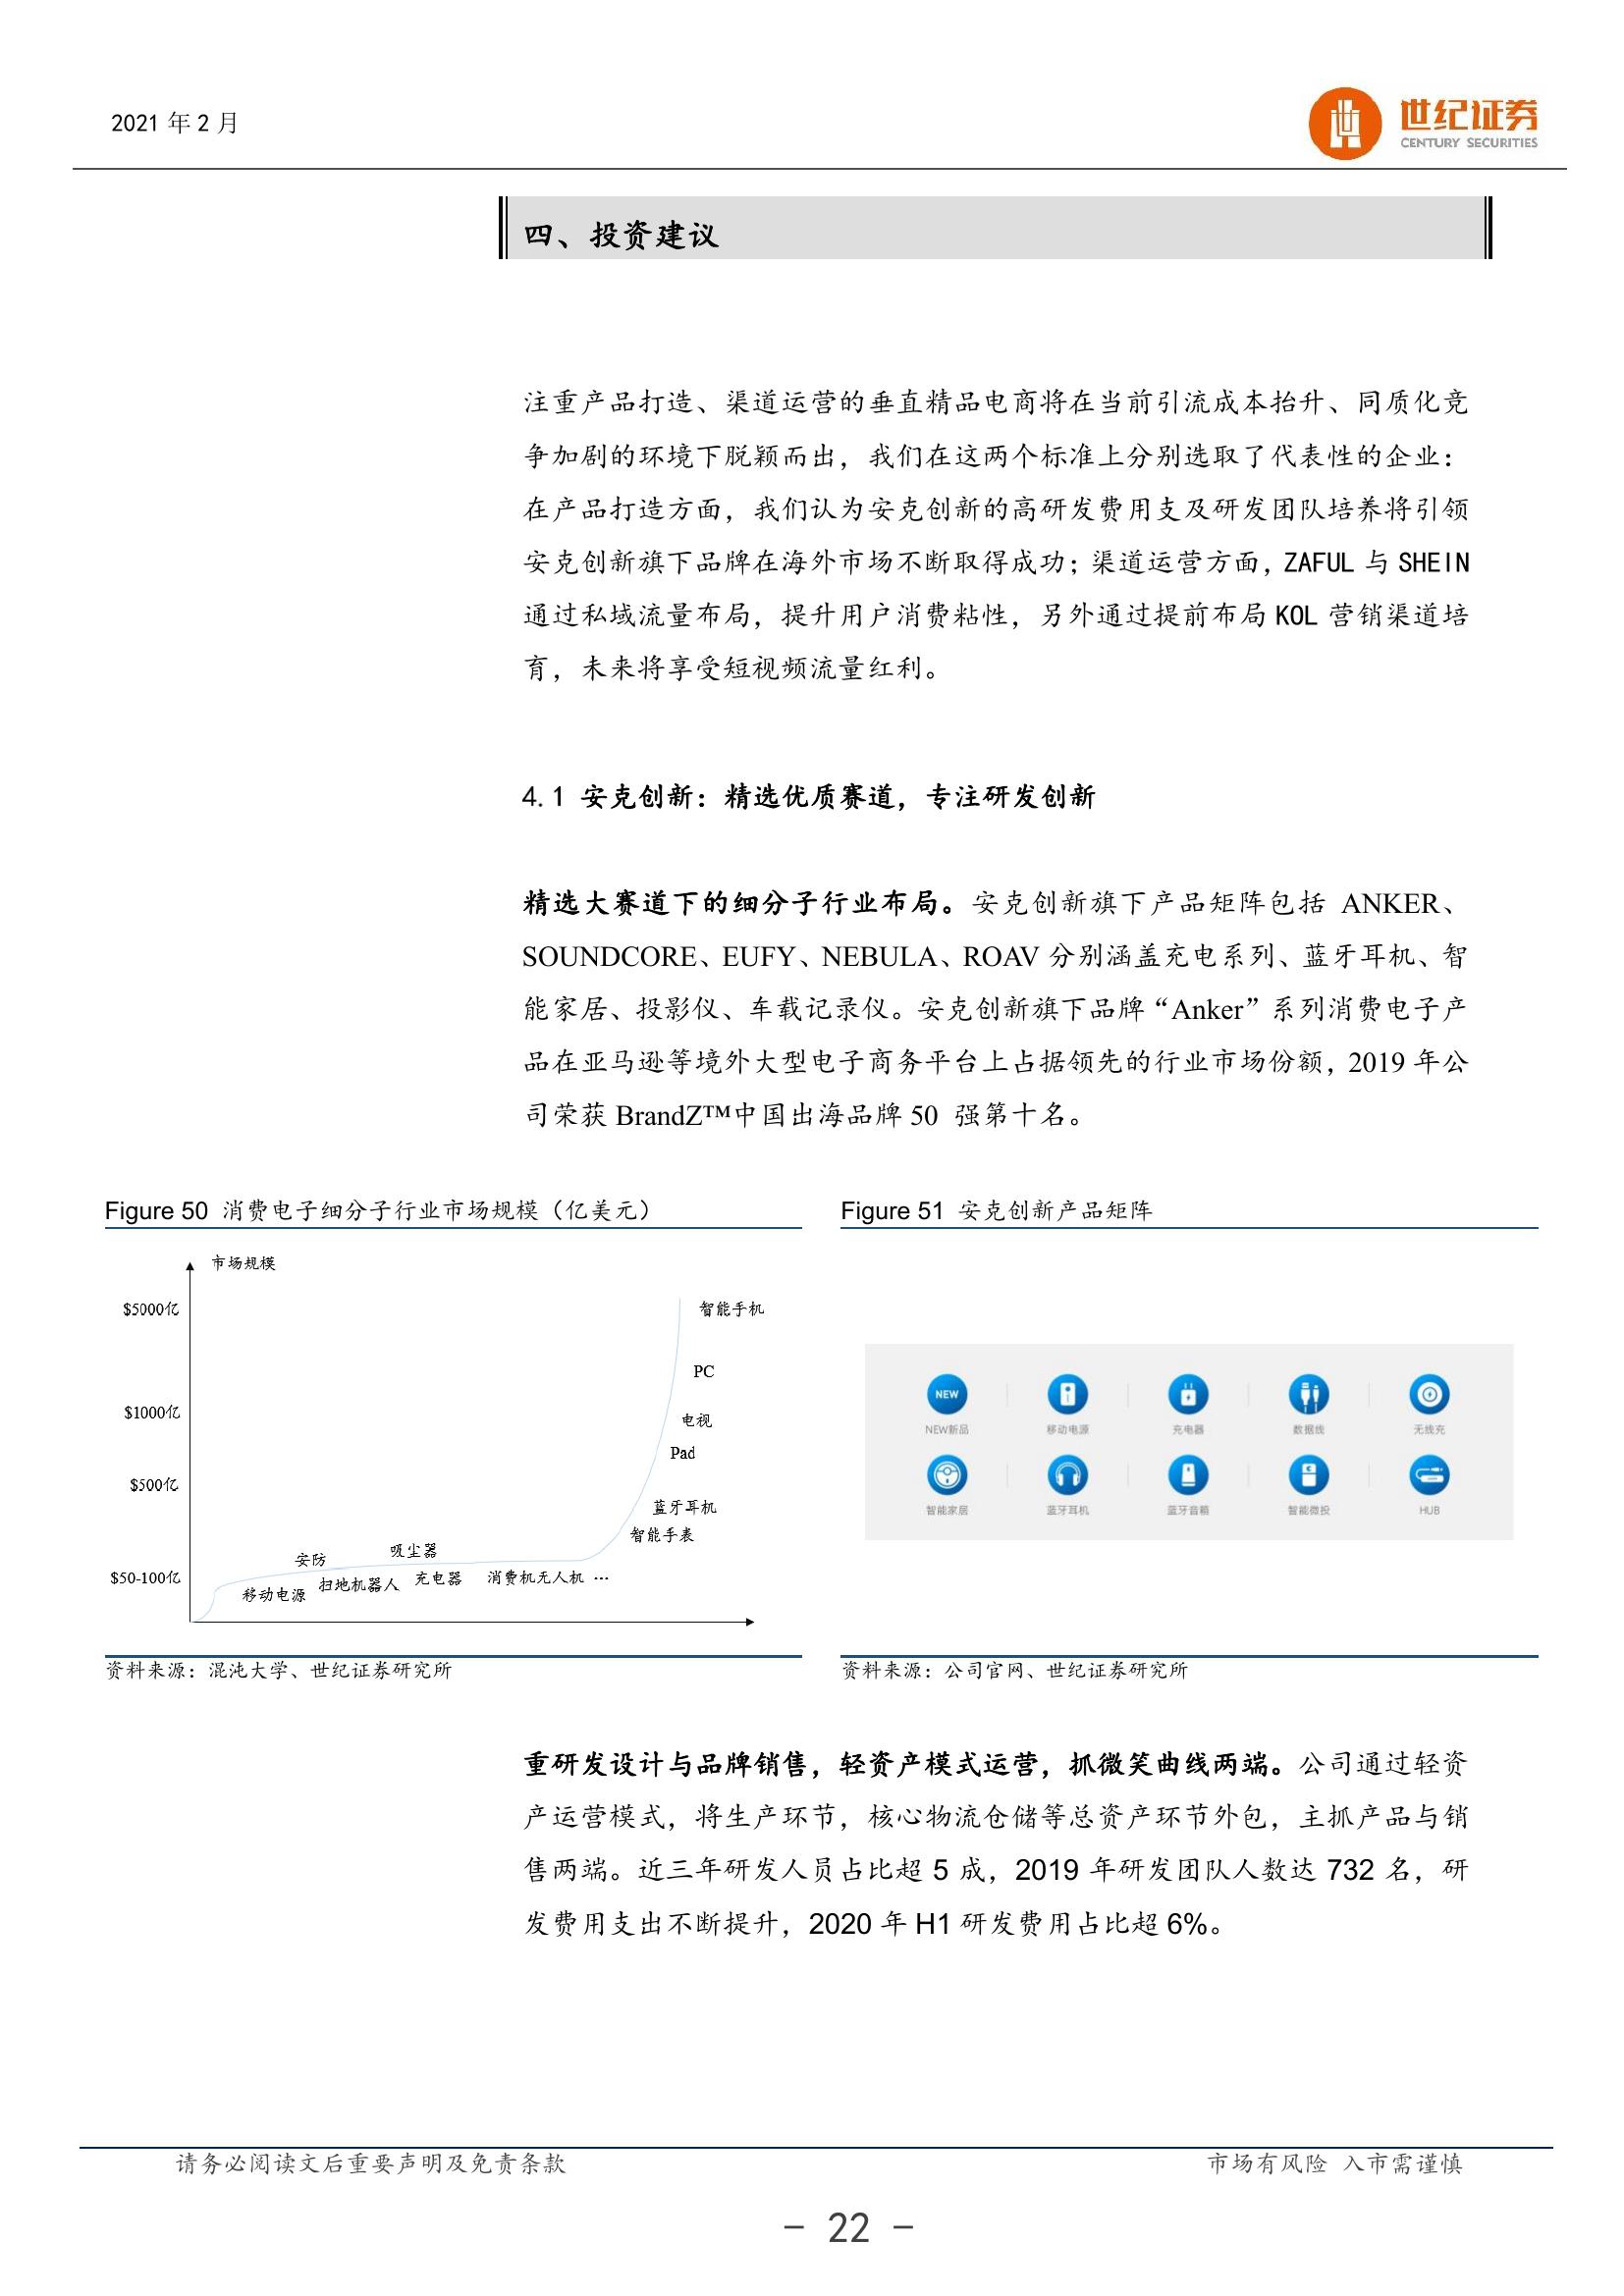 2021 年 2 月
世纪证券
CENTURY SECURITIES
四、投资建议
注重产品打造、渠道运营的垂直精品电商将在当前引流成本抬升、同质化竞
争加剧的环境下脱颖而出，我们在这两个标准上分别选取了代表性的企业：
在产品打造方面，我们认为安克创新的高研发费用支及研发团队培养将引领
安克创新旗下品牌在海外市场不断取得成功；渠道运营方面，ZAFUL 与 SHEIN
通过私域流量布局，提升用户消费粘性，另外通过提前布局 KOL 营销渠道培
育，未来将享受短视频流量红利。
4.1 安克创新：精选优质赛道，专注研发创新
精选大赛道下的细分子行业布局。安克创新旗下产品矩阵包括 ANKER、
SOUNDCORE、EUFY、NEBULA、ROAV 分别涵盖充电系列、蓝牙耳机、智
能家居、投影仪、车载记录仪。安克创新旗下品牌“Anker”系列消费电子产
品在亚马逊等境外大型电子商务平台上占据领先的行业市场份额，2019 年公
司荣获 BrandZ™中国出海品牌 50 强第十名。
Figure 50 消费电子细分子行业市场规模（亿美元）
市场规模
$5000亿
智能手机
PC
$1000亿
电视
Pad
$500亿
蓝牙耳机
智能手表
安防
吸尘器
$50-100亿
移动电源
扫地机器人
充电器
消费机无人机 …
资料来源：混沌大学、世纪证券研究所
Figure 51 安克创新产品矩阵
NEW
NEW新品
移动电源
充电器
数据线
无线充
智能家居
蓝牙耳机
蓝牙音箱
智能微投
HUB
资料来源：公司官网、世纪证券研究所
重研发设计与品牌销售，轻资产模式运营，抓微笑曲线两端。公司通过轻资
产运营模式，将生产环节，核心物流仓储等总资产环节外包，主抓产品与销
售两端。近三年研发人员占比超 5 成，2019 年研发团队人数达 732 名，研
发费用支出不断提升，2020 年 H1 研发费用占比超 6%。
请务必阅读文后重要声明及免责条款
市场有风险 入市需谨慎
- 22 -